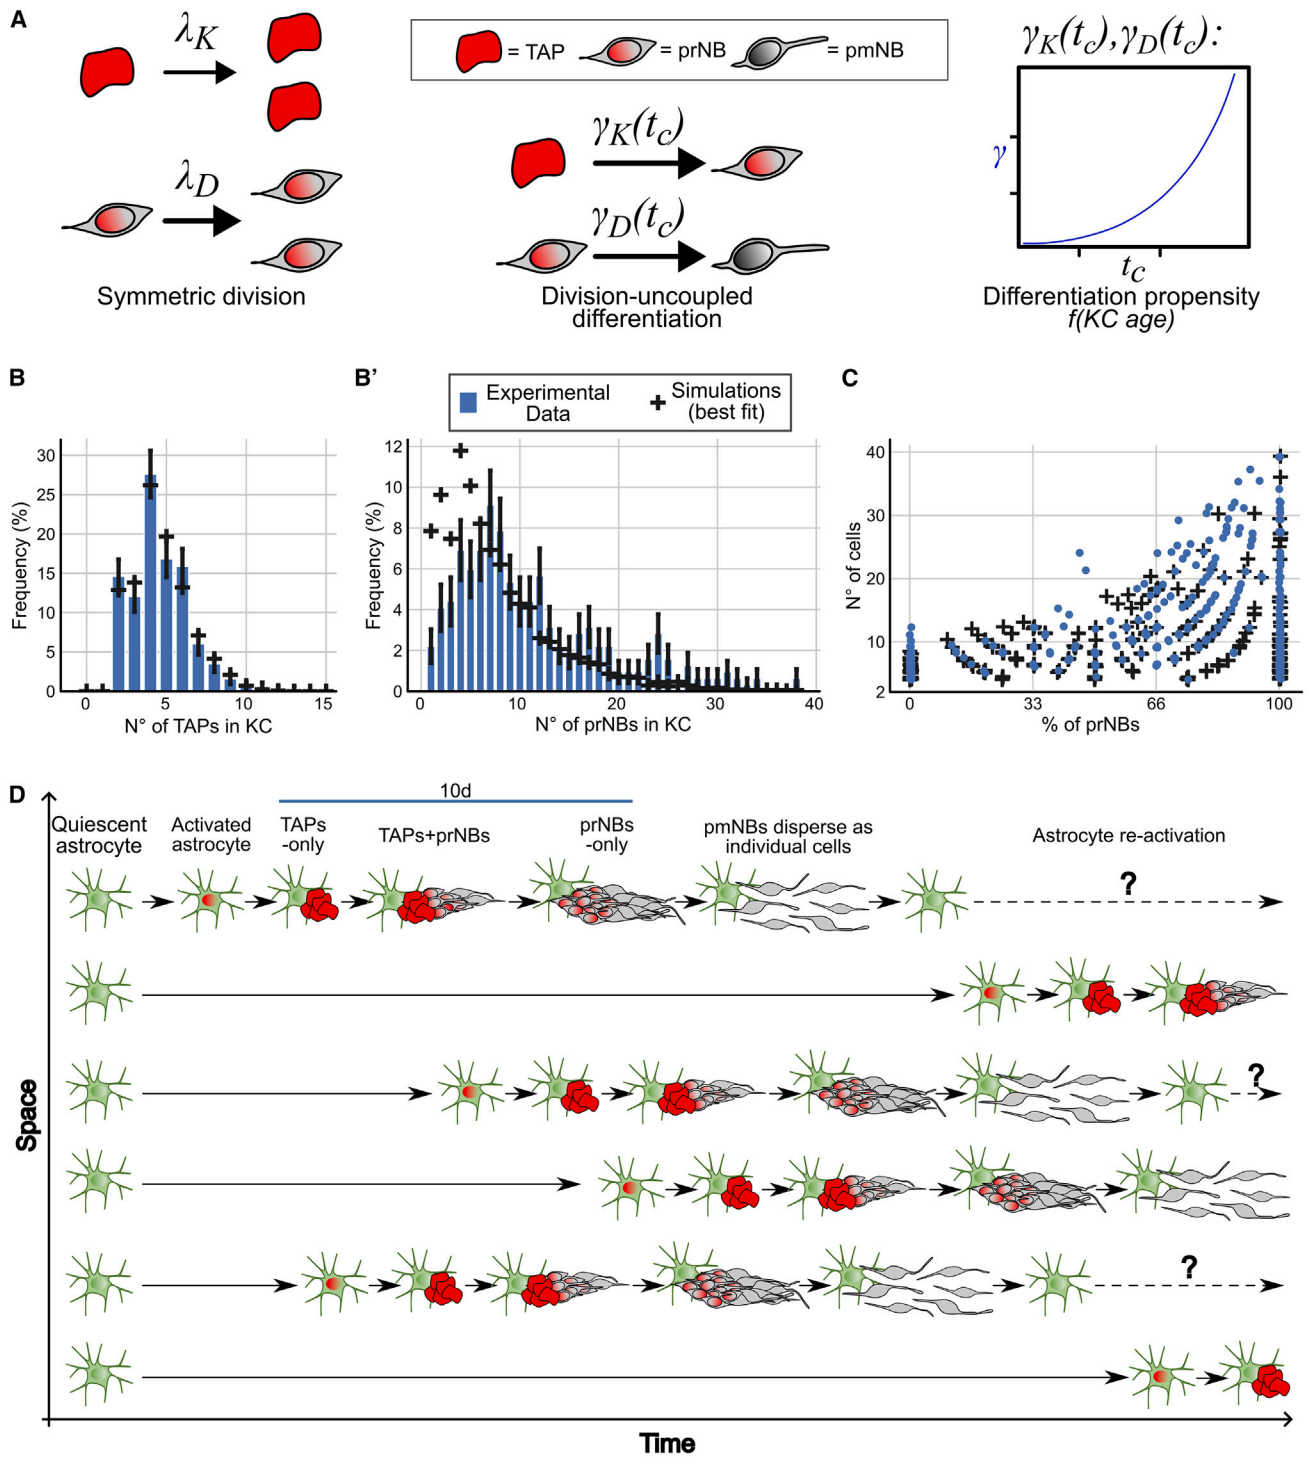 A
λK
λD
Symmetric division
= TAP
= prNB
= pmNB
γK(tc)
γD(tc)
Division-uncoupled
differentiation
γK(tc),γD(tc):
γ
tc
Differentiation propensity
f(KC age)
B
Frequency (%)
30
25
20
15
10
5
0
0
5
10
15
N° of TAPs in KC
B'
Experimental
Data
Simulations
(best fit)
Frequency (%)
12
10
8
6
4
2
0
0
10
20
30
40
N° of prNBs in KC
C
N° of cells
40
30
20
10
2
0
33
66
100
% of prNBs
D
10d
Quiescent
astrocyte
Activated
astrocyte
TAPs
-only
TAPs+prNBs
prNBs
-only
pmNBs disperse as
individual cells
Astrocyte re-activation
?
?
?
Space
Time